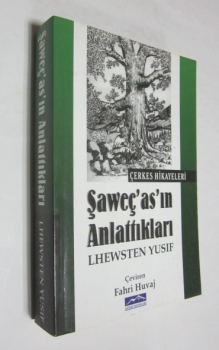 Şaweç'as'ın Anlattıkları
LHEWSTEN YUSIF
ÇERKES HİKAYELERİ
Şaweç'as'ın
Anlattıkları
LHEWSTEN YUSIF
Çeviren
Fahri Huvaj